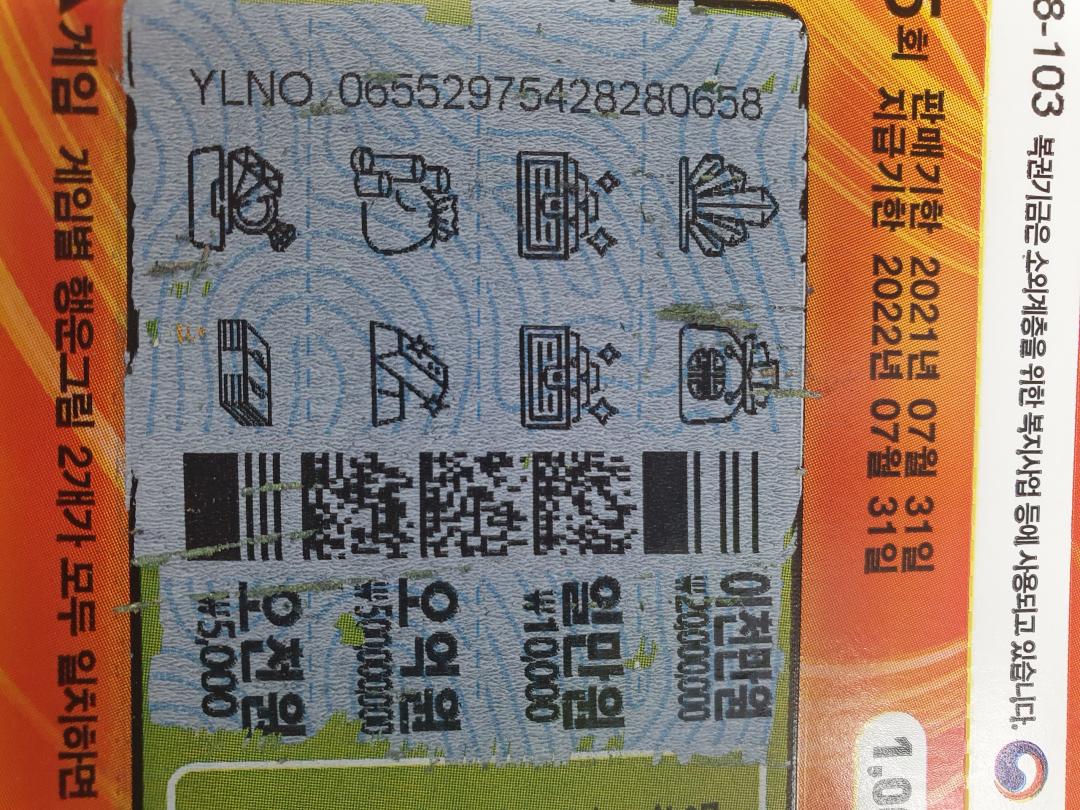 8-103 복권기금은 소외계층을 위한 복지사업 등에 사용되고 있습니다.
5회 판매기한 2021년 07월 31일
지급기한 2022년 07월 31일
1,0
YLNO 06552975428280658
이천만원
₩20,000,000
일만원
₩10,000
오억원
₩500,000,000
오천원
₩5,000
게임 게임별 행운그림 2개가 모두 일치하면